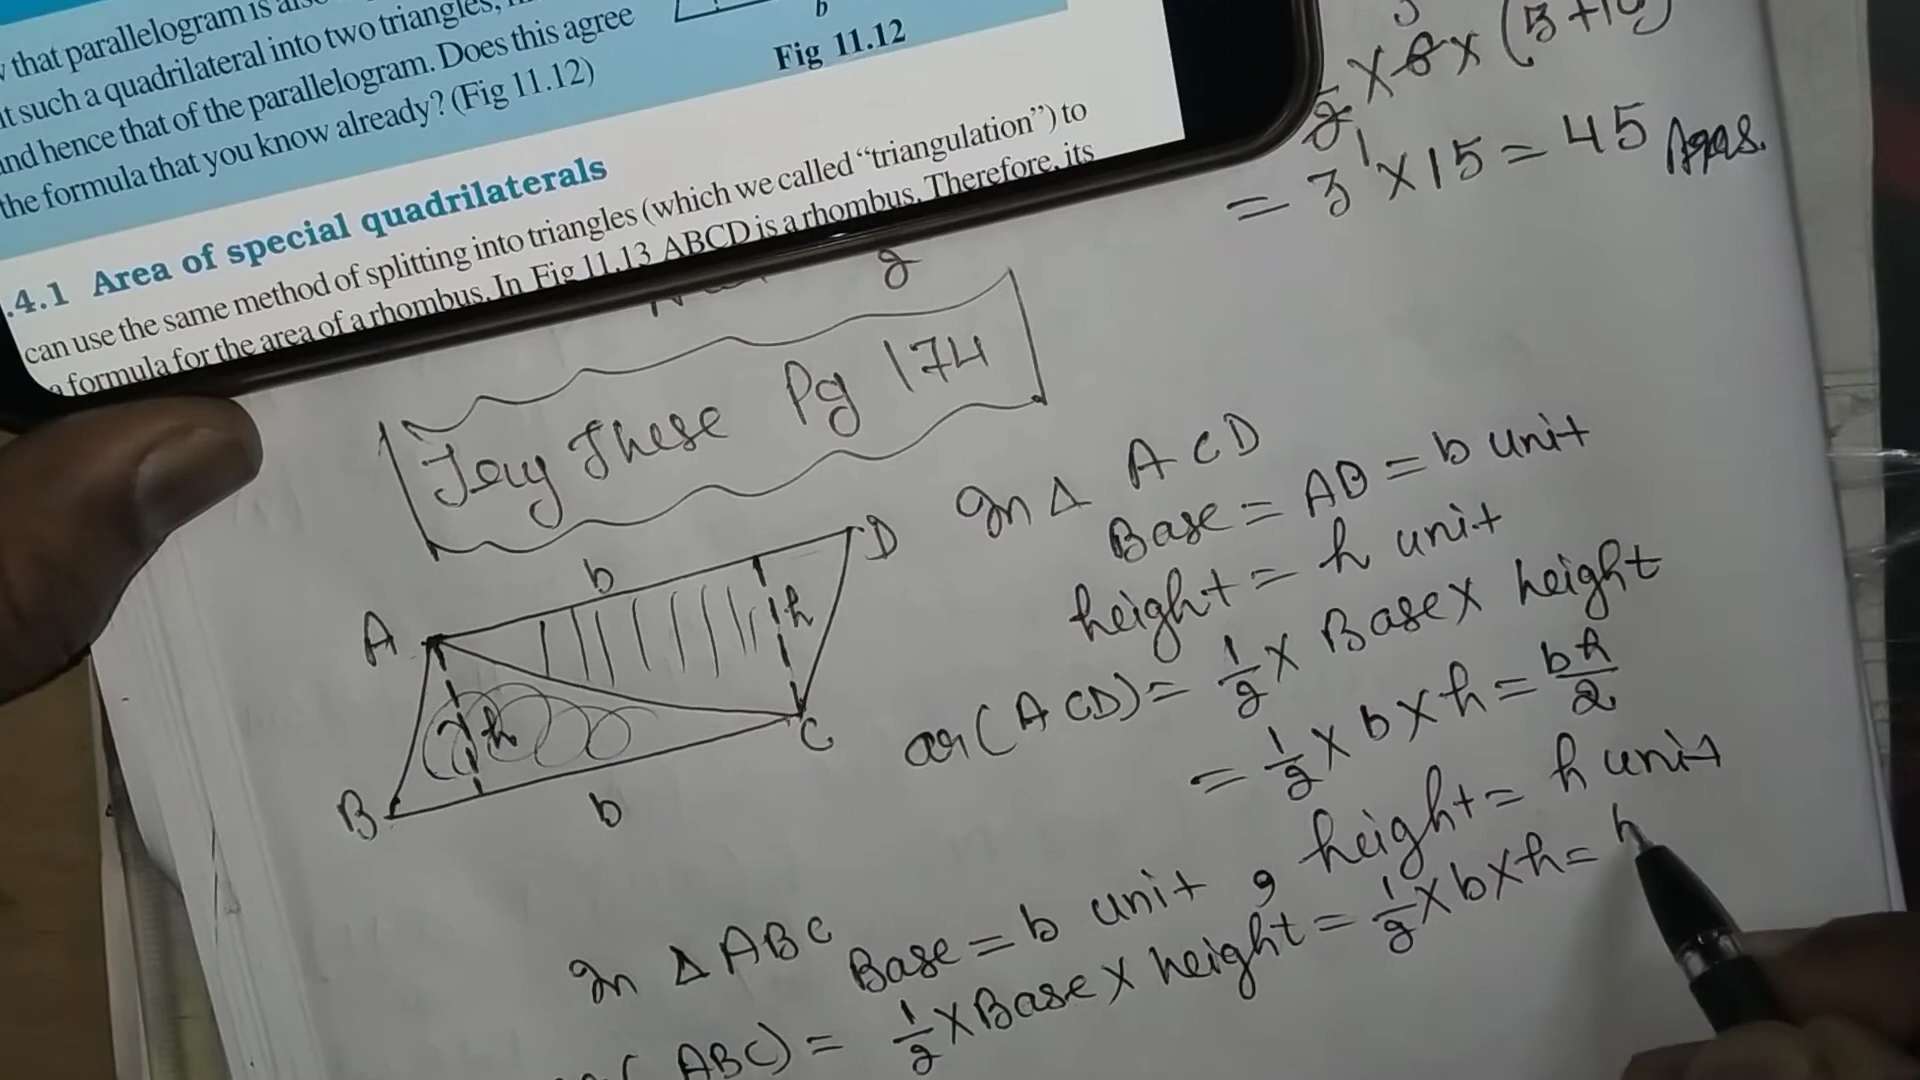 that parallelogram is
it such a quadrilateral into two triangles,
and hence that of the parallelogram. Does this agree
the formula that you know already? (Fig 11.12)
b
Fig 11.12
.4.1 Area of special quadrilaterals
can use the same method of splitting into triangles (which we called “triangulation”) to
a formula for the area of a rhombus. In Fig 11.13 ABCD is a rhombus. Therefore, its
= 3 × 15 = 45 Ans.
2
Try These Pg 174
A b D
h
h
B b C
In Δ ACD
Base = AD = b unit
height = h unit
ar(ACD) = 1/2 × Base × height
= 1/2 × b × h = bh/2
In Δ ABC
Base = b unit, height = h unit
ABC) = 1/2 × Base × height = 1/2 × b × h =